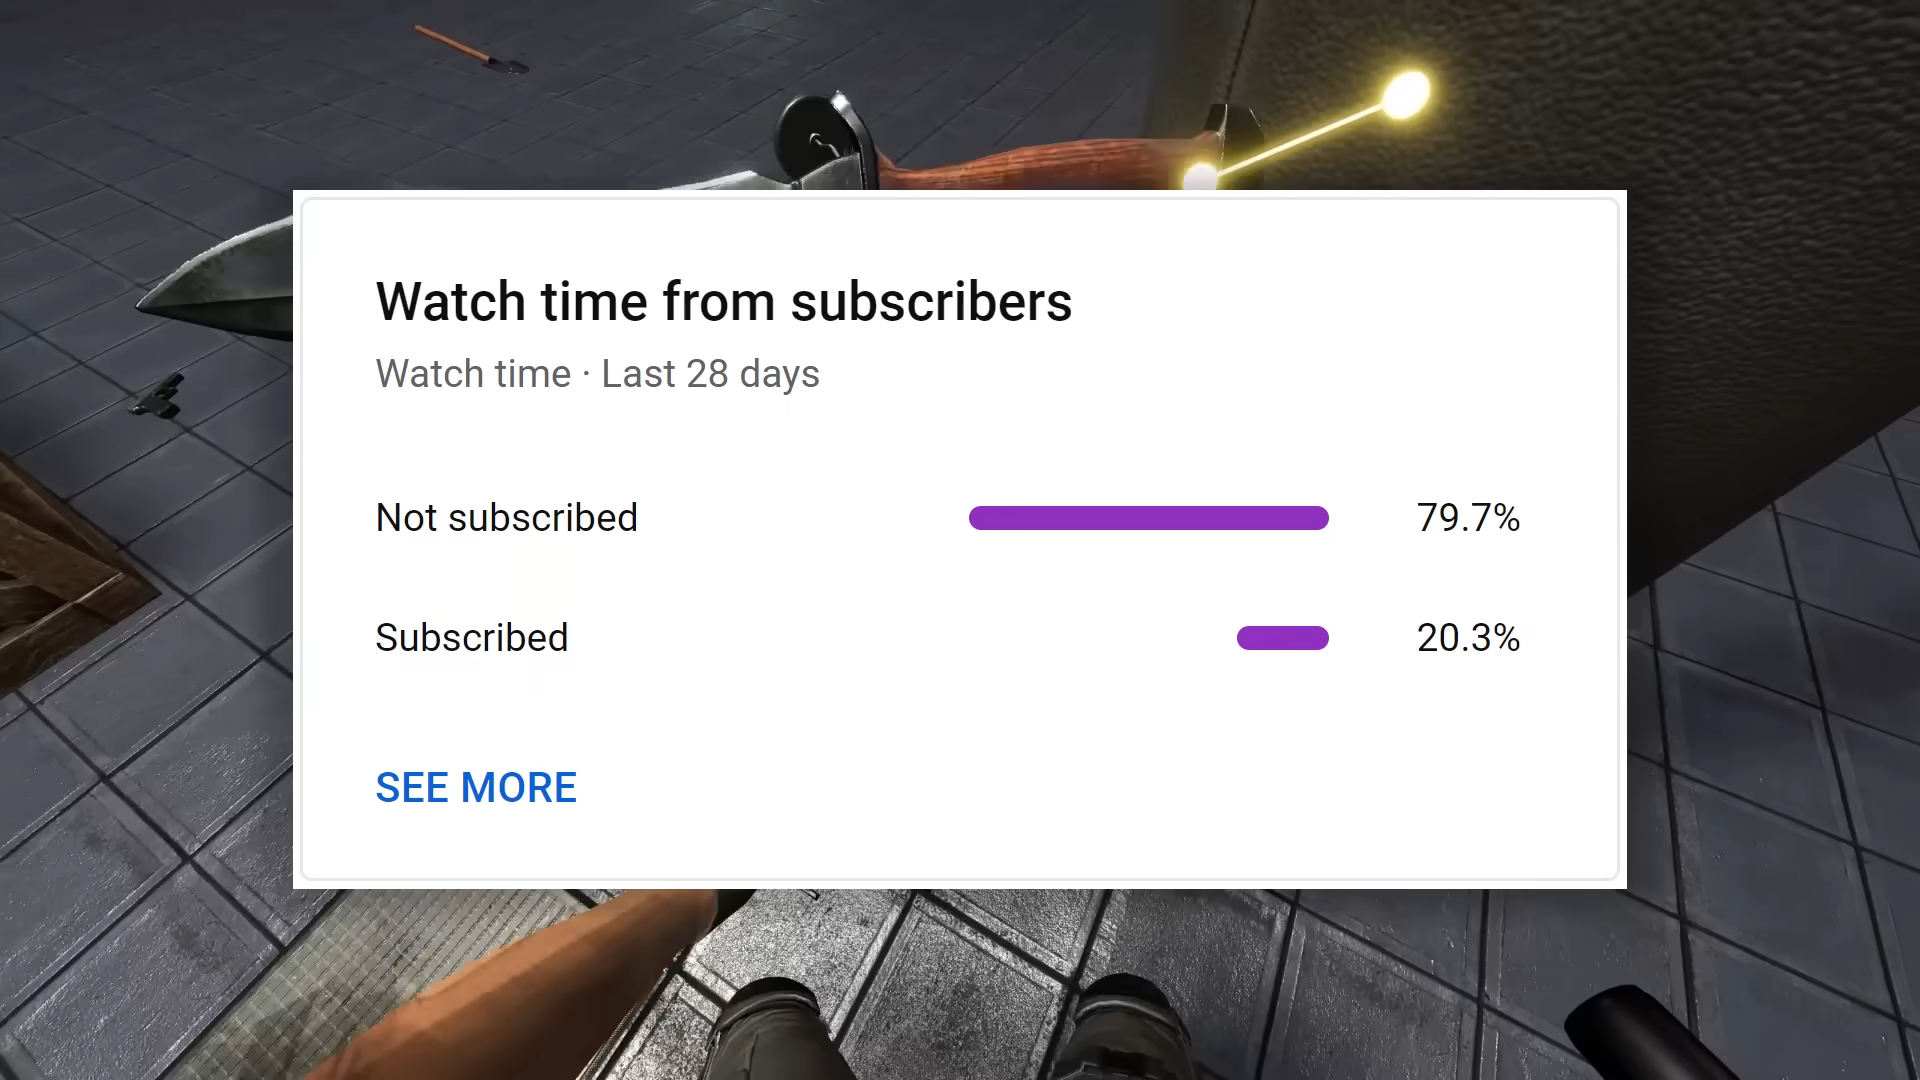 Watch time from subscribers
Watch time · Last 28 days
Not subscribed 79.7%
Subscribed 20.3%
SEE MORE